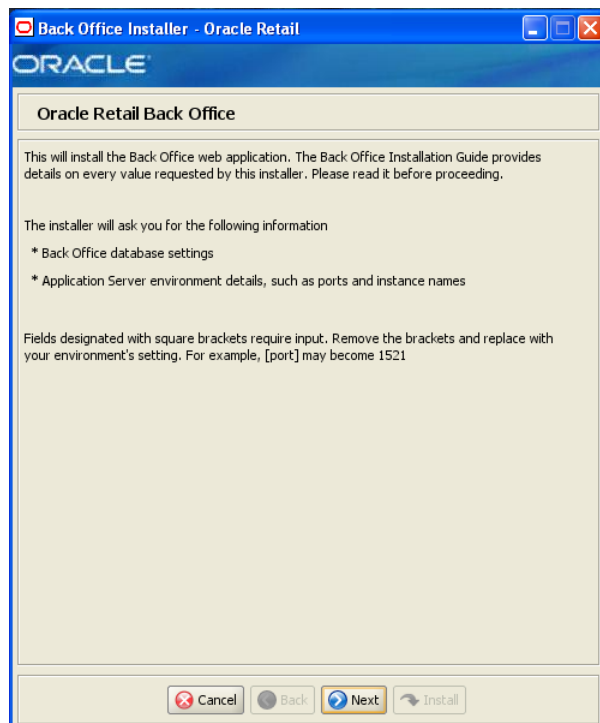 Back Office Installer - Oracle Retail
ORACLE
Oracle Retail Back Office
This will install the Back Office web application. The Back Office Installation Guide provides
details on every value requested by this installer. Please read it before proceeding.
The installer will ask you for the following information
* Back Office database settings
* Application Server environment details, such as ports and instance names
Fields designated with square brackets require input. Remove the brackets and replace with
your environment's setting. For example, [port] may become 1521
Cancel Back Next Install